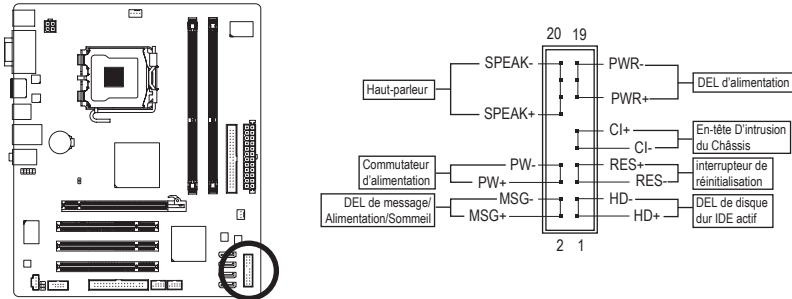 20 19
SPEAK-
PWR-
Haut-parleur
DEL d'alimentation
SPEAK+
PWR+
CI+
En-tête D'intrusion
du Châssis
CI-
Commutateur
d'alimentation
PW-
RES+
interrupteur de
réinitialisation
PW+
RES-
DEL de message/
Alimentation/Sommeil
MSG-
HD-
DEL de disque
dur IDE actif
MSG+
HD+
2 1